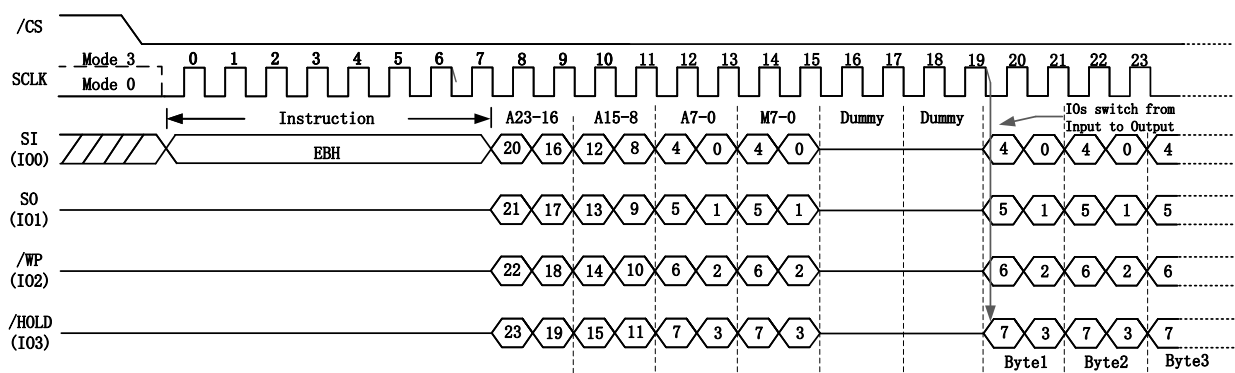 /CS
Mode 3 0 1 2 3 4 5 6 7 8 9 10 11 12 13 14 15 16 17 18 19 20 21 22 23
SCLK
Mode 0
Instruction A23-16 A15-8 A7-0 M7-0 Dummy Dummy IOs switch from
Input to Output
SI
(IO0)
EBH 20 16 12 8 4 0 4 0 4 0 4 0 4
SO
(IO1)
21 17 13 9 5 1 5 1 5 1 5 1 5
/WP
(IO2)
22 18 14 10 6 2 6 2 6 2 6 2 6
/HOLD
(IO3)
23 19 15 11 7 3 7 3 7 3 7 3 7
Byte1 Byte2 Byte3